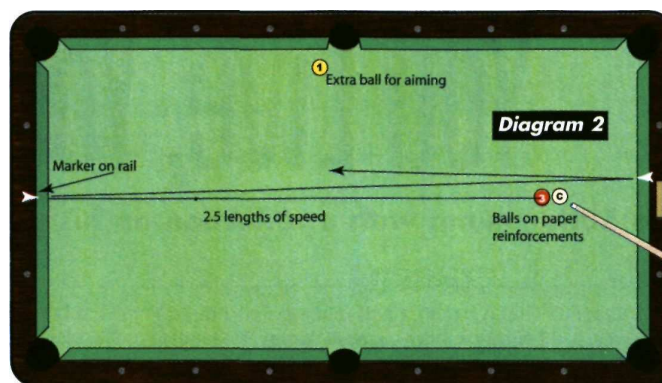 1
Extra ball for aiming
Diagram 2
Marker on rail
3
C
2.5 lengths of speed
Balls on paper
reinforcements